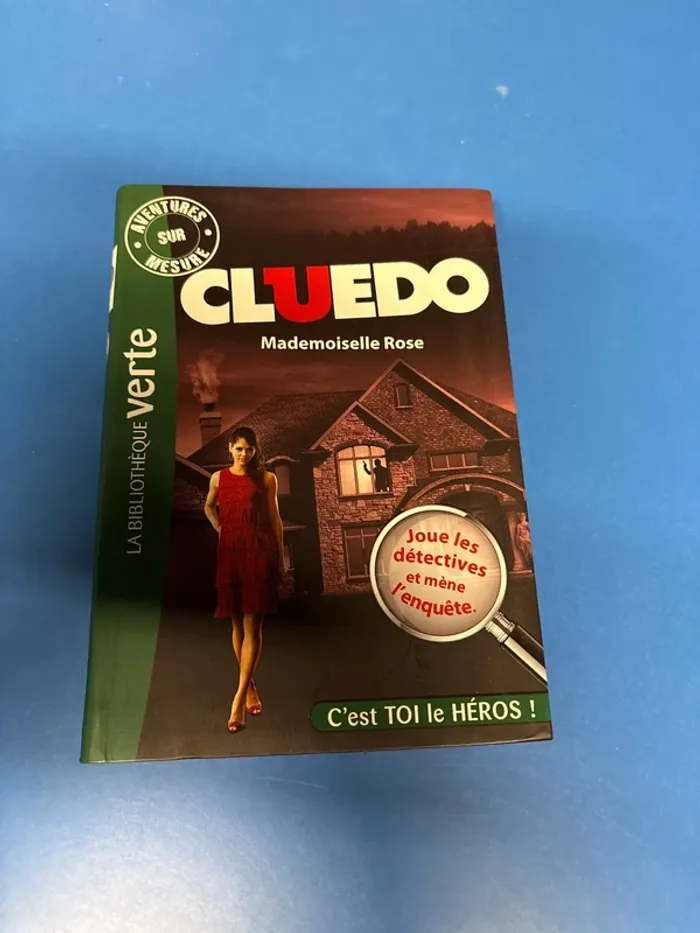 AVENTURES
SUR
MESURE
CLUEDO
Mademoiselle Rose
LA BIBLIOTHÈQUE verte
Joue les
détectives
et mène
l'enquête.
C'est TOI le HÉROS !